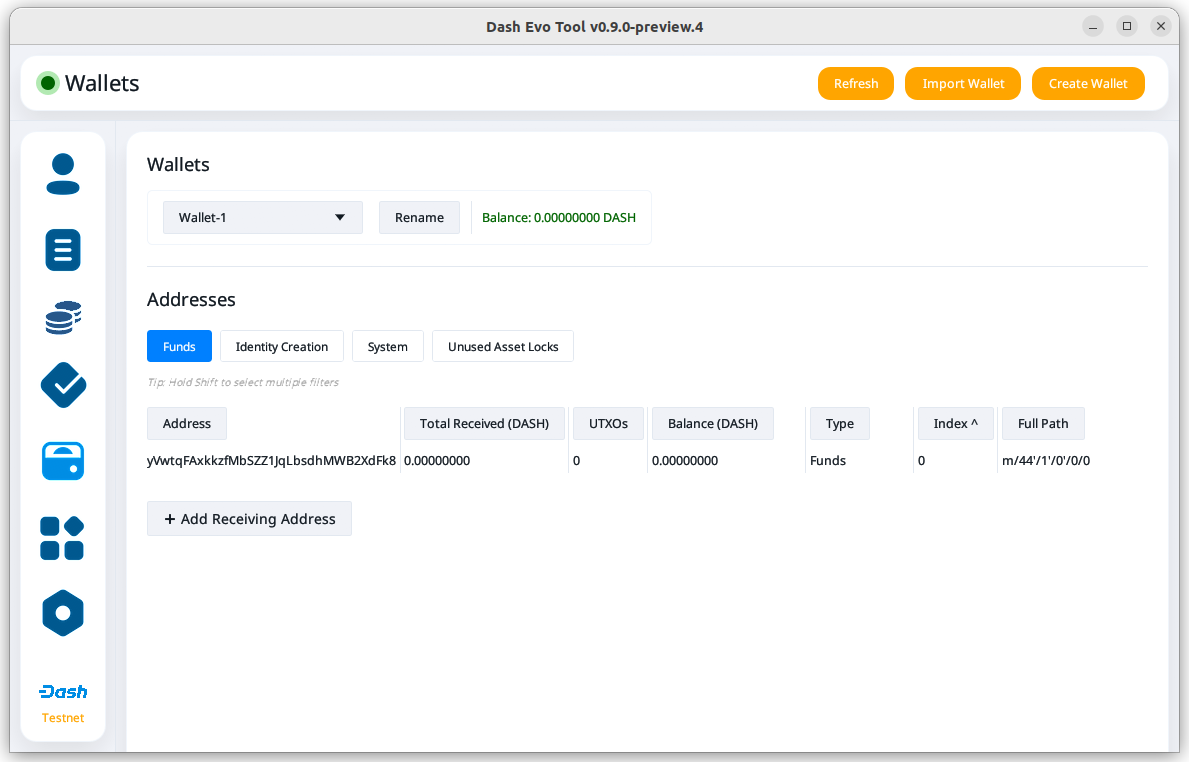 Dash Evo Tool v0.9.0-preview.4
Wallets
Refresh
Import Wallet
Create Wallet
Wallets
Wallet-1
Rename
Balance: 0.00000000 DASH
Addresses
Funds
Identity Creation
System
Unused Asset Locks
Tip: Hold Shift to select multiple filters
Address
Total Received (DASH)
UTXOs
Balance (DASH)
Type
Index ^
Full Path
yVwtqFAxkkzfMbSZZ1JqLbsdhMWB2XdFk8
0.00000000
0
0.00000000
Funds
0
m/44'/1'/0'/0/0
+ Add Receiving Address
Dash
Testnet